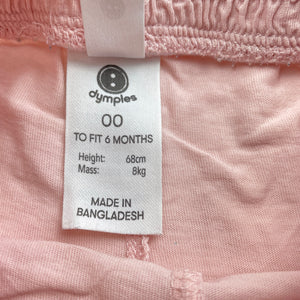 dymples
00
TO FIT 6 MONTHS
Height: 68cm
Mass: 8kg
MADE IN
BANGLADESH